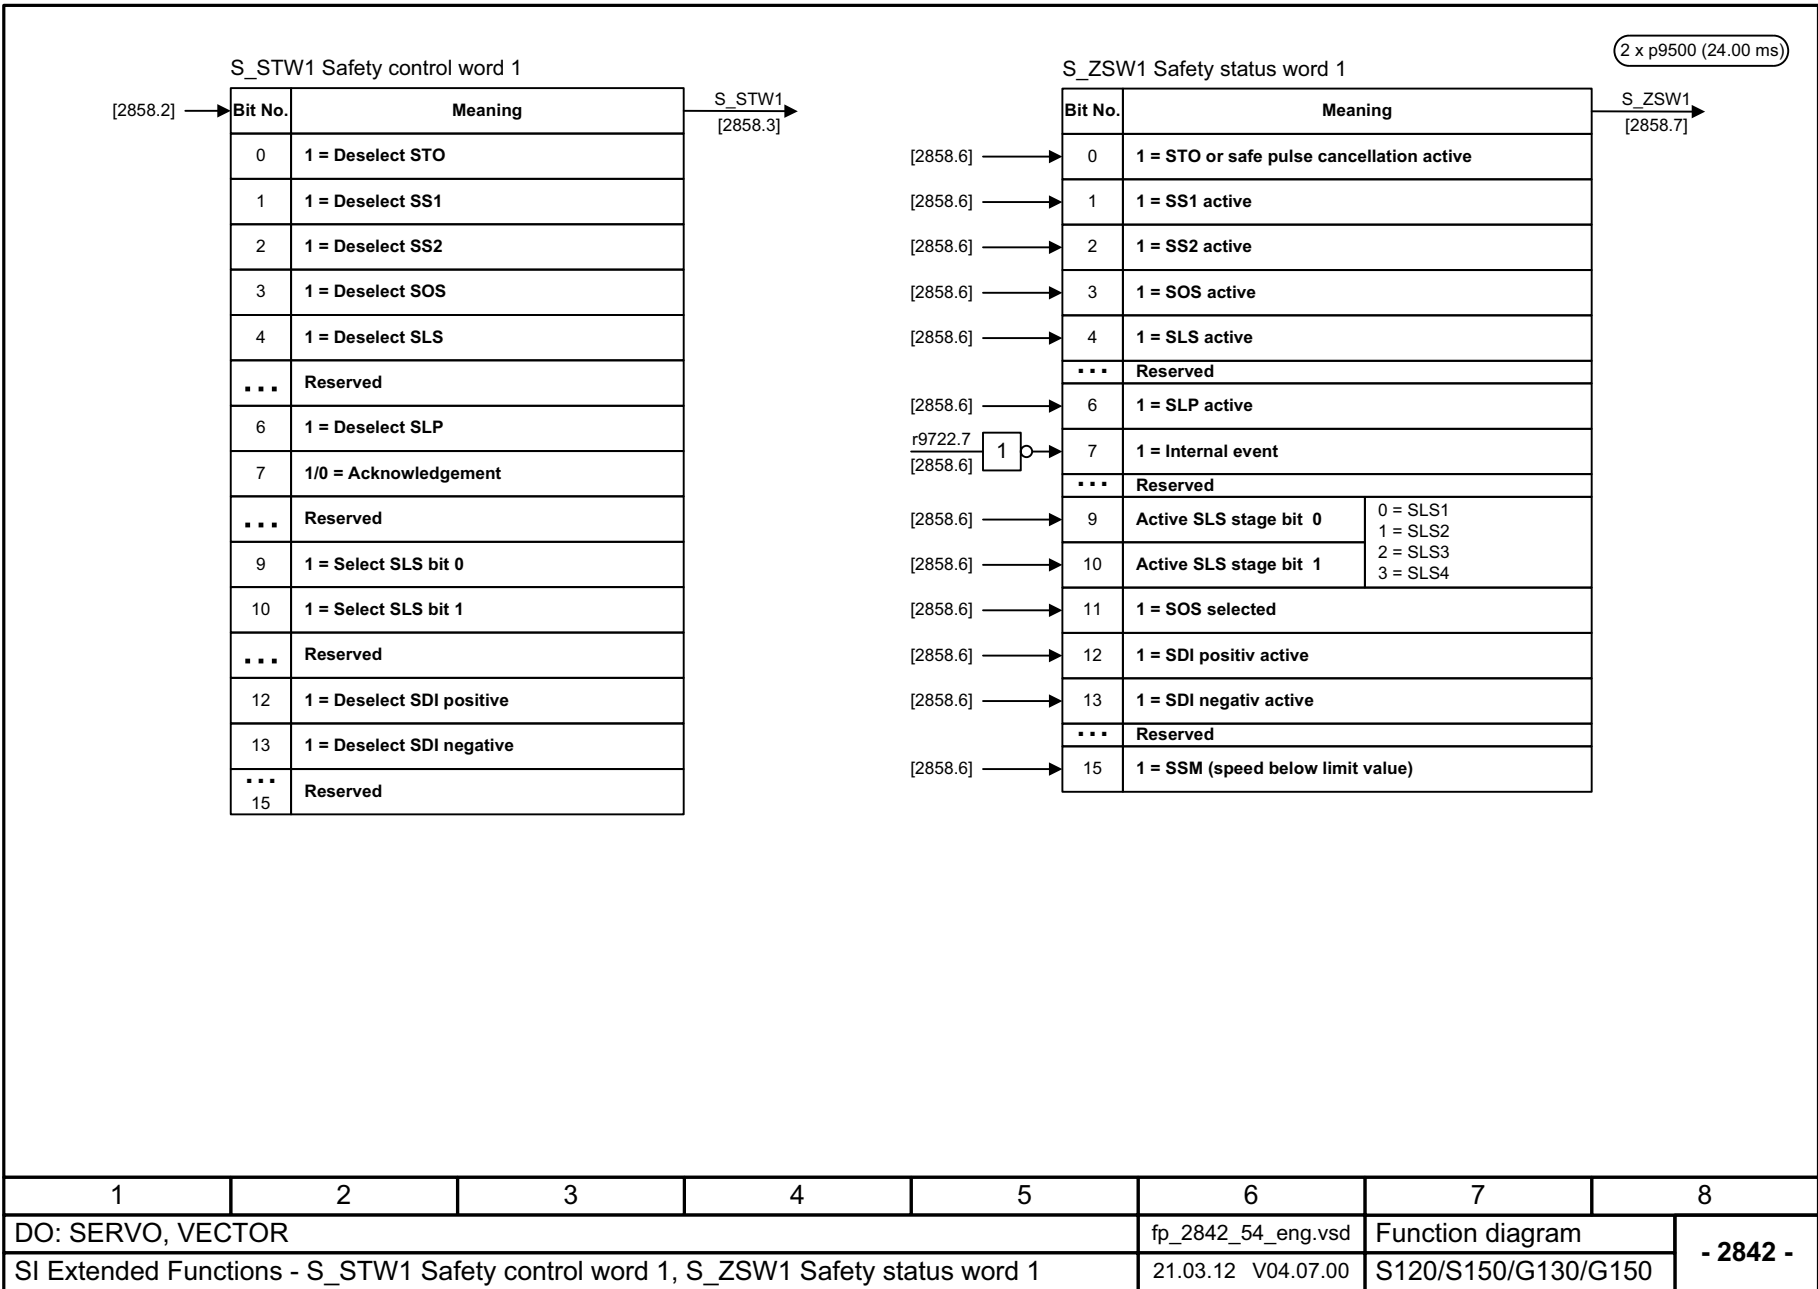 2 x p9500 (24.00 ms)
S_STW1 Safety control word 1
[2858.2] Bit No. Meaning S_STW1
[2858.3]
0 1 = Deselect STO
1 1 = Deselect SS1
2 1 = Deselect SS2
3 1 = Deselect SOS
4 1 = Deselect SLS
... Reserved
6 1 = Deselect SLP
7 1/0 = Acknowledgement
... Reserved
9 1 = Select SLS bit 0
10 1 = Select SLS bit 1
... Reserved
12 1 = Deselect SDI positive
13 1 = Deselect SDI negative
...
15 Reserved
S_ZSW1 Safety status word 1
Bit No. Meaning S_ZSW1
[2858.7]
[2858.6] 0 1 = STO or safe pulse cancellation active
[2858.6] 1 1 = SS1 active
[2858.6] 2 1 = SS2 active
[2858.6] 3 1 = SOS active
[2858.6] 4 1 = SLS active
... Reserved
[2858.6] 6 1 = SLP active
r9722.7
[2858.6] 1 7 1 = Internal event
... Reserved
[2858.6] 9 Active SLS stage bit 0
[2858.6] 10 Active SLS stage bit 1
0 = SLS1
1 = SLS2
2 = SLS3
3 = SLS4
[2858.6] 11 1 = SOS selected
[2858.6] 12 1 = SDI positiv active
[2858.6] 13 1 = SDI negativ active
... Reserved
[2858.6] 15 1 = SSM (speed below limit value)
1 2 3 4 5 6 7 8
DO: SERVO, VECTOR fp_2842_54_eng.vsd Function diagram
- 2842 -
SI Extended Functions - S_STW1 Safety control word 1, S_ZSW1 Safety status word 1 21.03.12 V04.07.00 S120/S150/G130/G150